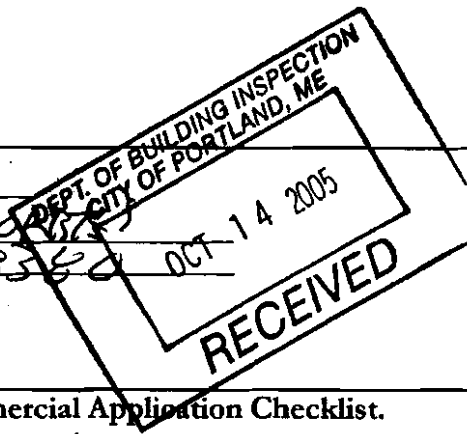 DEPT. OF BUILDING INSPECTION
CITY OF PORTLAND, ME
OCT 14 2005
RECEIVED
mercial Application Checklist.